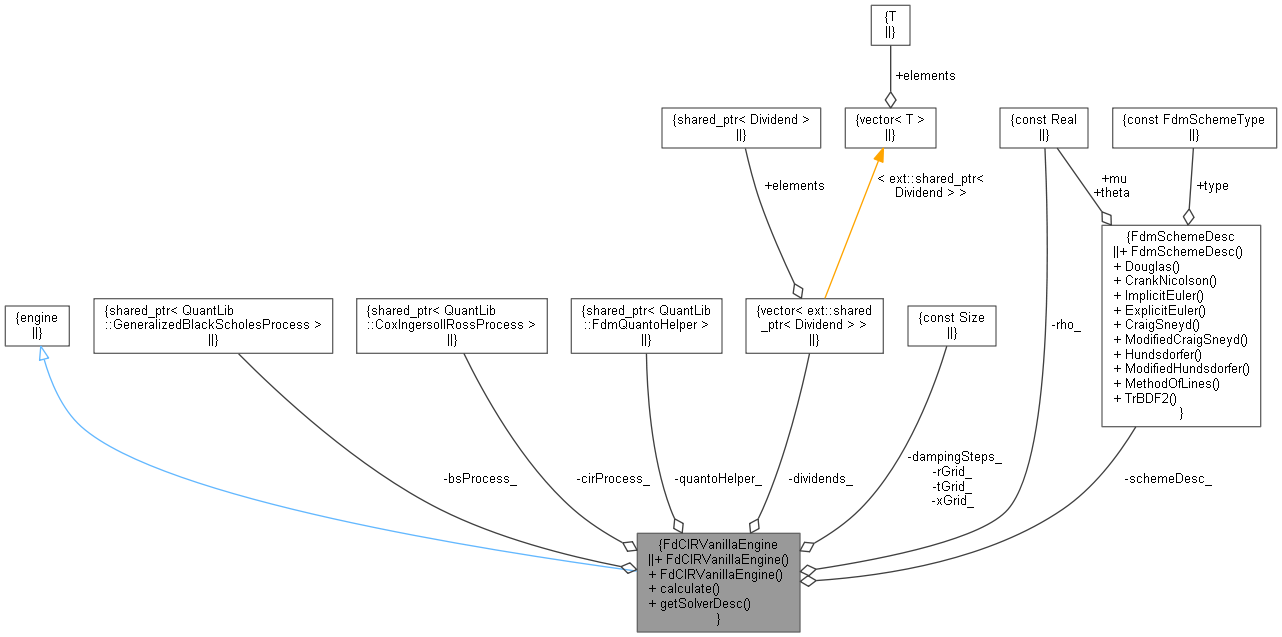 {T
||}
+elements
{shared_ptr< Dividend >
||}
{vector< T >
||}
{const Real
||}
{const FdmSchemeType
||}
+elements
< ext::shared_ptr<
Dividend > >
+mu
+theta
+type
{FdmSchemeDesc
||+ FdmSchemeDesc()
+ Douglas()
+ CrankNicolson()
+ ImplicitEuler()
+ ExplicitEuler()
+ CraigSneyd()
+ ModifiedCraigSneyd()
+ Hundsdorfer()
+ ModifiedHundsdorfer()
+ MethodOfLines()
+ TrBDF2()
}
{engine
||}
{shared_ptr< QuantLib
::GeneralizedBlackScholesProcess >
||}
{shared_ptr< QuantLib
::CoxIngersollRossProcess >
||}
{shared_ptr< QuantLib
::FdmQuantoHelper >
||}
{vector< ext::shared
_ptr< Dividend > >
||}
{const Size
||}
-rho_
-bsProcess_
-cirProcess_
-quantoHelper_
-dividends_
-dampingSteps_
-rGrid_
-tGrid_
-xGrid_
-schemeDesc_
{FdCIRVanillaEngine
||+ FdCIRVanillaEngine()
+ FdCIRVanillaEngine()
+ calculate()
+ getSolverDesc()
}